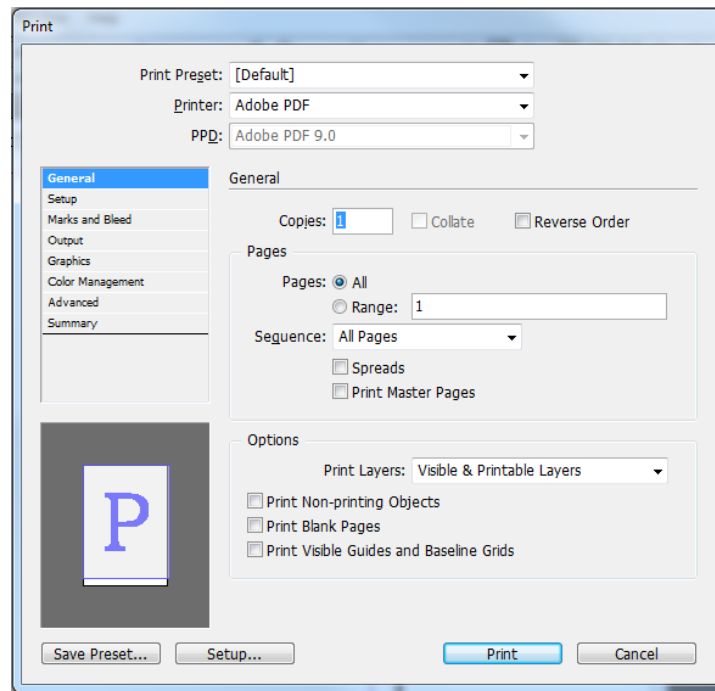 Print
Print Preset: [Default]
Printer: Adobe PDF
PPD: Adobe PDF 9.0
General
Setup
Marks and Bleed
Output
Graphics
Color Management
Advanced
Summary
General
Copies: 1 Collate Reverse Order
Pages
Pages: All
Range: 1
Sequence: All Pages
Spreads
Print Master Pages
Options
Print Layers: Visible & Printable Layers
Print Non-printing Objects
Print Blank Pages
Print Visible Guides and Baseline Grids
P
Save Preset... Setup... Print Cancel